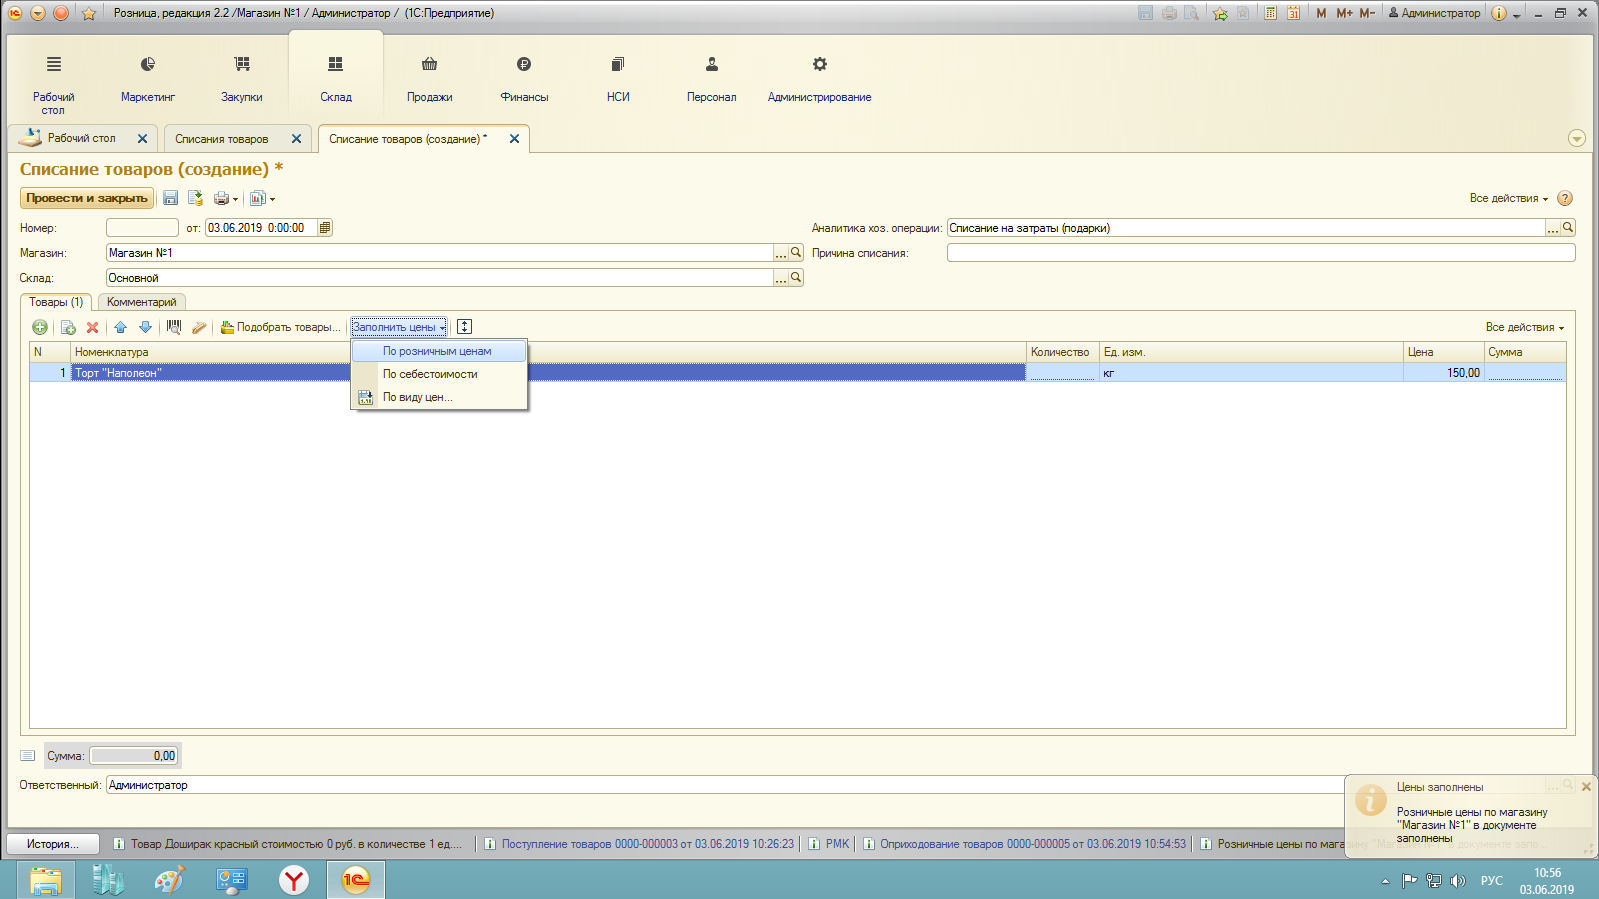 Розница, редакция 2.2 /Магазин №1 / Администратор / (1С:Предприятие)
31 M M+ M- Администратор
Рабочий стол
Маркетинг
Закупки
Склад
Продажи
Финансы
НСИ
Персонал
Администрирование
Рабочий стол
Списания товаров
Списание товаров (создание) *
Списание товаров (создание) *
Провести и закрыть
Все действия
Номер: от: 03.06.2019 0:00:00
Аналитика хоз. операции: Списание на затраты (подарки)
Магазин: Магазин №1
Причина списания:
Склад: Основной
Товары (1) Комментарий
Подобрать товары... Заполнить цены Все действия
N Номенклатура Количество Ед. изм. Цена Сумма
1 Торт "Наполеон" кг 150,00
По розничным ценам
По себестоимости
По виду цен...
Сумма: 0,00
Ответственный: Администратор
Цены заполнены
Розничные цены по магазину
"Магазин №1" в документе
заполнены
История...
Товар Доширак красный стоимостью 0 руб. в количестве 1 ед....
Поступление товаров 0000-000003 от 03.06.2019 10:26:23
РМК
Оприходование товаров 0000-000005 от 03.06.2019 10:54:53
Розничные цены по магазину "Магазин №1" в документе запо...
РУС
10:56
03.06.2019